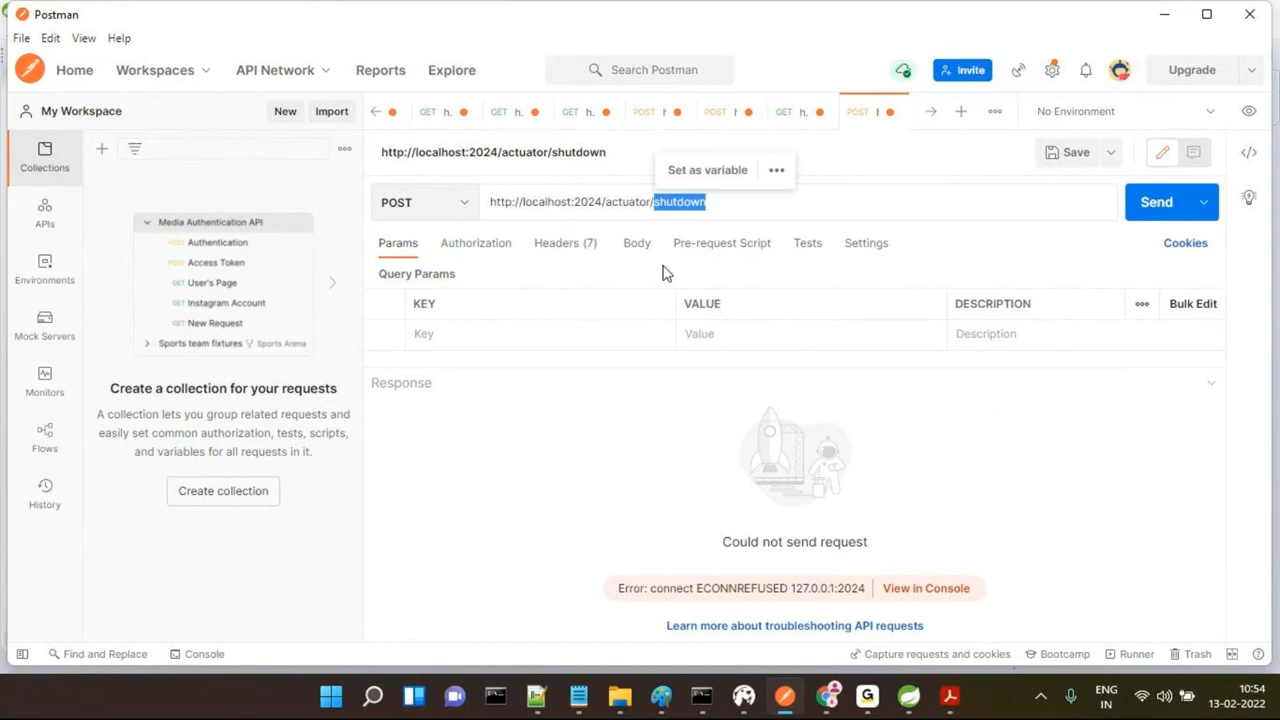 Postman
File Edit View Help
Home Workspaces API Network Reports Explore Search Postman Invite Upgrade
My Workspace New Import GET h. GET h. GET h. POST POST GET h. POST No Environment
Collections
http://localhost:2024/actuator/shutdown Save
Set as variable
POST http://localhost:2024/actuator/shutdown Send
APIs
Params Authorization Headers (7) Body Pre-request Script Tests Settings Cookies
Media Authentication API
POST Authentication
POST Access Token
GET User's Page
GET Instagram Account
GET New Request
Sports team fixtures Sports Arena
Environments
Query Params
KEY VALUE DESCRIPTION Bulk Edit
Key Value Description
Mock Servers
Monitors
Flows
History
Create a collection for your requests
A collection lets you group related requests and
easily set common authorization, tests, scripts,
and variables for all requests in it.
Create collection
Response
Could not send request
Error: connect ECONNREFUSED 127.0.0.1:2024 View in Console
Learn more about troubleshooting API requests
Find and Replace Console Capture requests and cookies Bootcamp Runner Trash
ENG
IN
10:54
13-02-2022